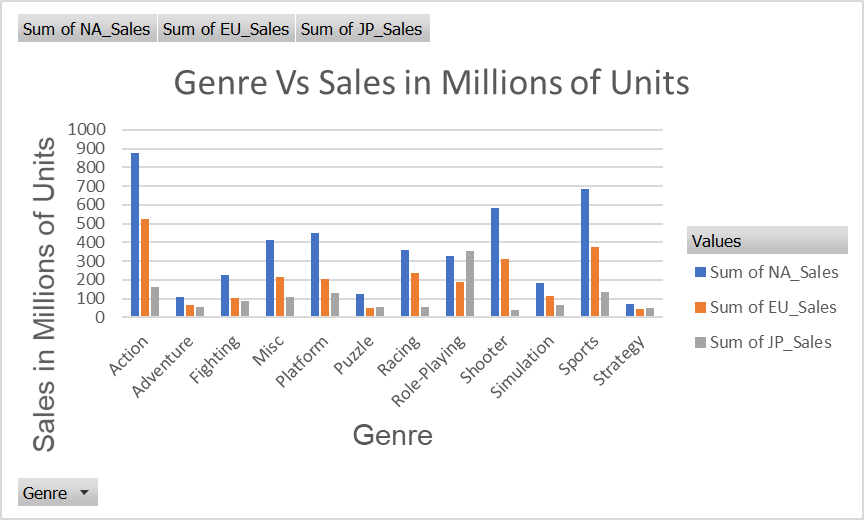 Sum of NA_Sales Sum of EU_Sales Sum of JP_Sales
Genre Vs Sales in Millions of Units
Sales in Millions of Units
1000
900
800
700
600
500
400
300
200
100
0
Action
Adventure
Fighting
Misc
Platform
Puzzle
Racing
Role-Playing
Shooter
Simulation
Sports
Strategy
Genre
Values
Sum of NA_Sales
Sum of EU_Sales
Sum of JP_Sales
Genre